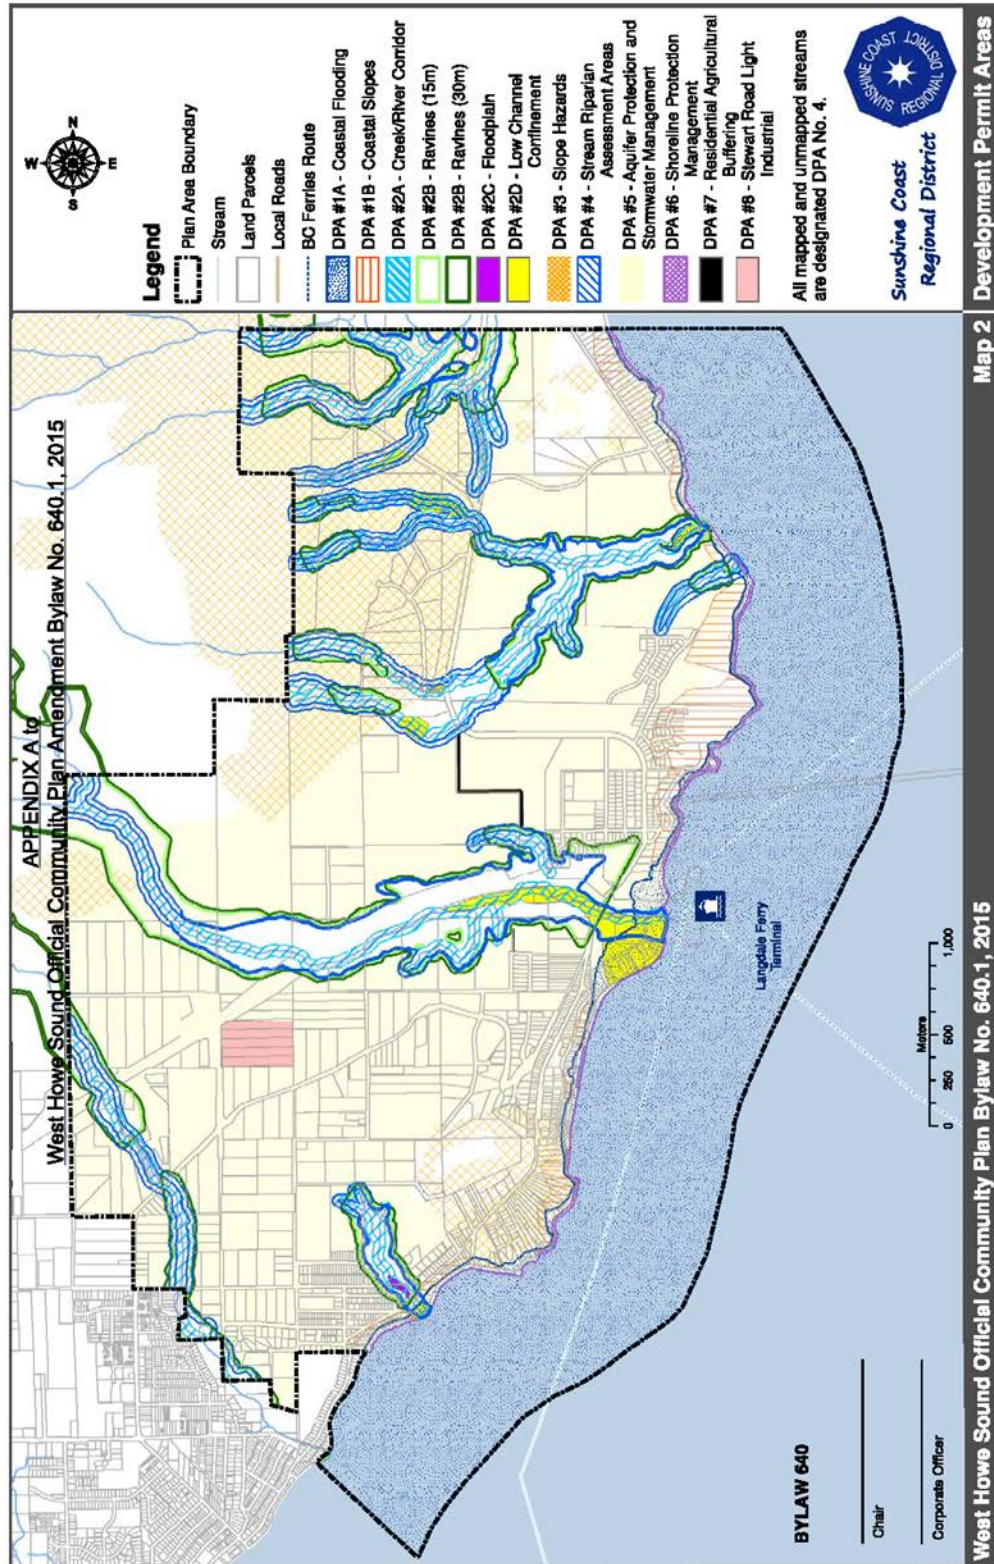 APPENDIX A to
West Howe Sound Official Community Plan Amendment Bylaw No. 640.1, 2015
Langdale Ferry
Terminal
Meters
0 250 500 1,000
BYLAW 640
Chair
Corporate Officer
N
W E
S
Legend
Plan Area Boundary
Stream
Land Parcels
Local Roads
BC Ferries Route
DPA #1A - Coastal Flooding
DPA #1B - Coastal Slopes
DPA #2A - Creek/River Corridor
DPA #2B - Ravines (15m)
DPA #2B - Ravines (30m)
DPA #2C - Floodplain
DPA #2D - Low Channel
Confinement
DPA #3 - Slope Hazards
DPA #4 - Stream Riparian
Assessment Areas
DPA #5 - Aquifer Protection and
Stormwater Management
DPA #6 - Shoreline Protection
Management
DPA #7 - Residential Agricultural
Buffering
DPA #8 - Stewart Road Light
Industrial
All mapped and unmapped streams
are designated DPA No. 4.
SUNSHINE COAST
REGIONAL DISTRICT
Sunshine Coast
Regional District
West Howe Sound Official Community Plan Bylaw No. 640.1, 2015
Map 2
Development Permit Areas